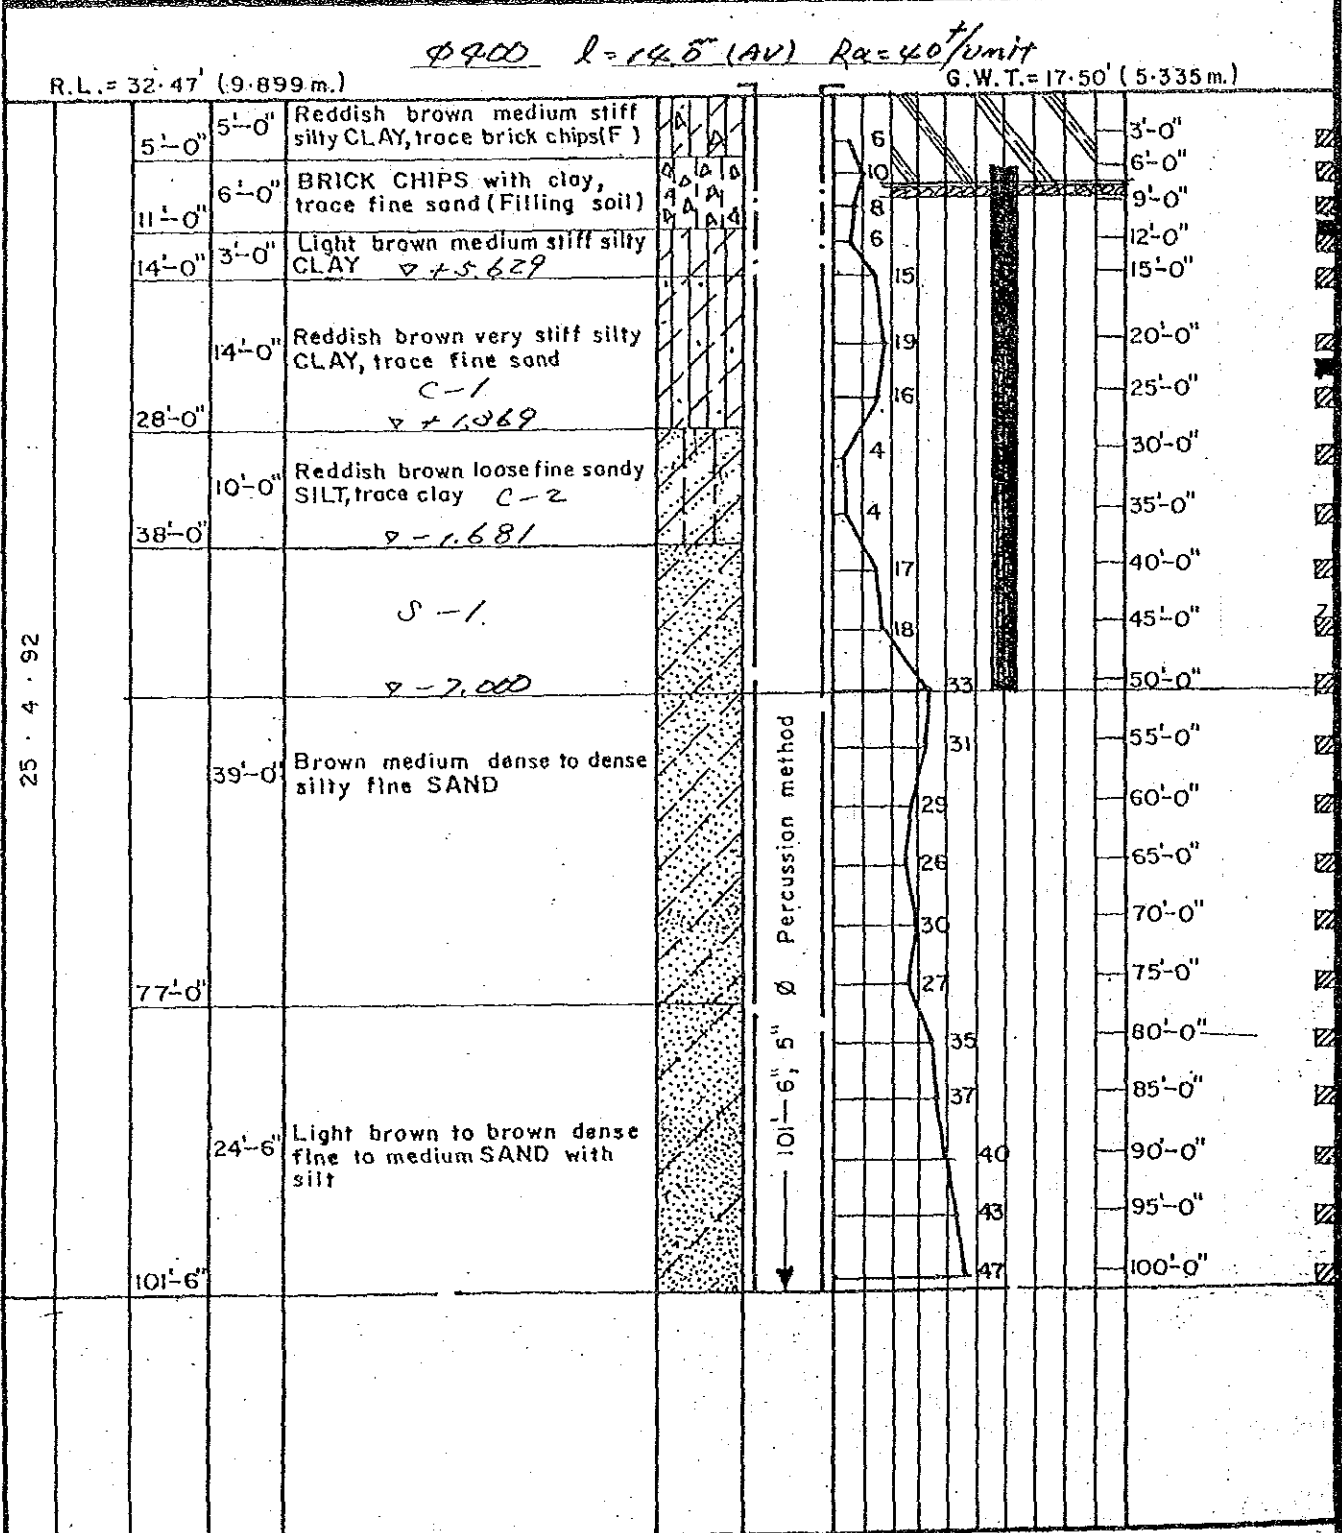 φ400 l=14.5m (AV) Ra=40t/unit
R.L.= 32.47' (9.899 m.)
G.W.T.= 17.50' (5.335 m.)
5'-0"
5'-0"
Reddish brown medium stiff
silty CLAY, trace brick chips(F)
11'-0"
6'-0"
BRICK CHIPS with clay,
trace fine sand (Filling soil)
14'-0"
3'-0"
Light brown medium stiff silty
CLAY ▽ +5.629
14'-0"
Reddish brown very stiff silty
CLAY, trace fine sand
C-1
28'-0"
▽ +1.369
10'-0"
Reddish brown loose fine sandy
SILT, trace clay C-2
38'-0"
▽ -1.681
S-1.
▽ -7.000
39'-0"
Brown medium dense to dense
silty fine SAND
77'-0"
24'-6"
Light brown to brown dense
fine to medium SAND with
silt
101'-6"
25.4.92
101'-6", 5" Ø Percussion method
6
10
8
6
15
19
16
4
4
17
18
33
31
29
26
30
27
35
37
40
43
47
3'-0"
6'-0"
9'-0"
12'-0"
15'-0"
20'-0"
25'-0"
30'-0"
35'-0"
40'-0"
45'-0"
50'-0"
55'-0"
60'-0"
65'-0"
70'-0"
75'-0"
80'-0"
85'-0"
90'-0"
95'-0"
100'-0"